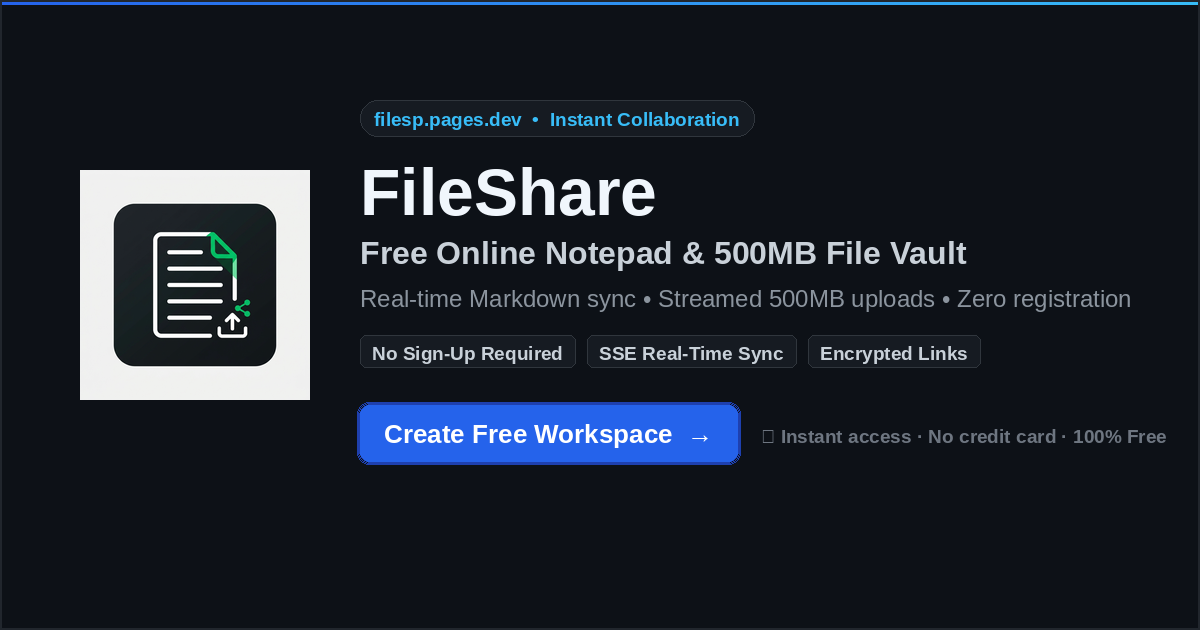 filesp.pages.dev • Instant Collaboration
FileShare
Free Online Notepad & 500MB File Vault
Real-time Markdown sync • Streamed 500MB uploads • Zero registration
No Sign-Up Required
SSE Real-Time Sync
Encrypted Links
Create Free Workspace →
Instant access · No credit card · 100% Free